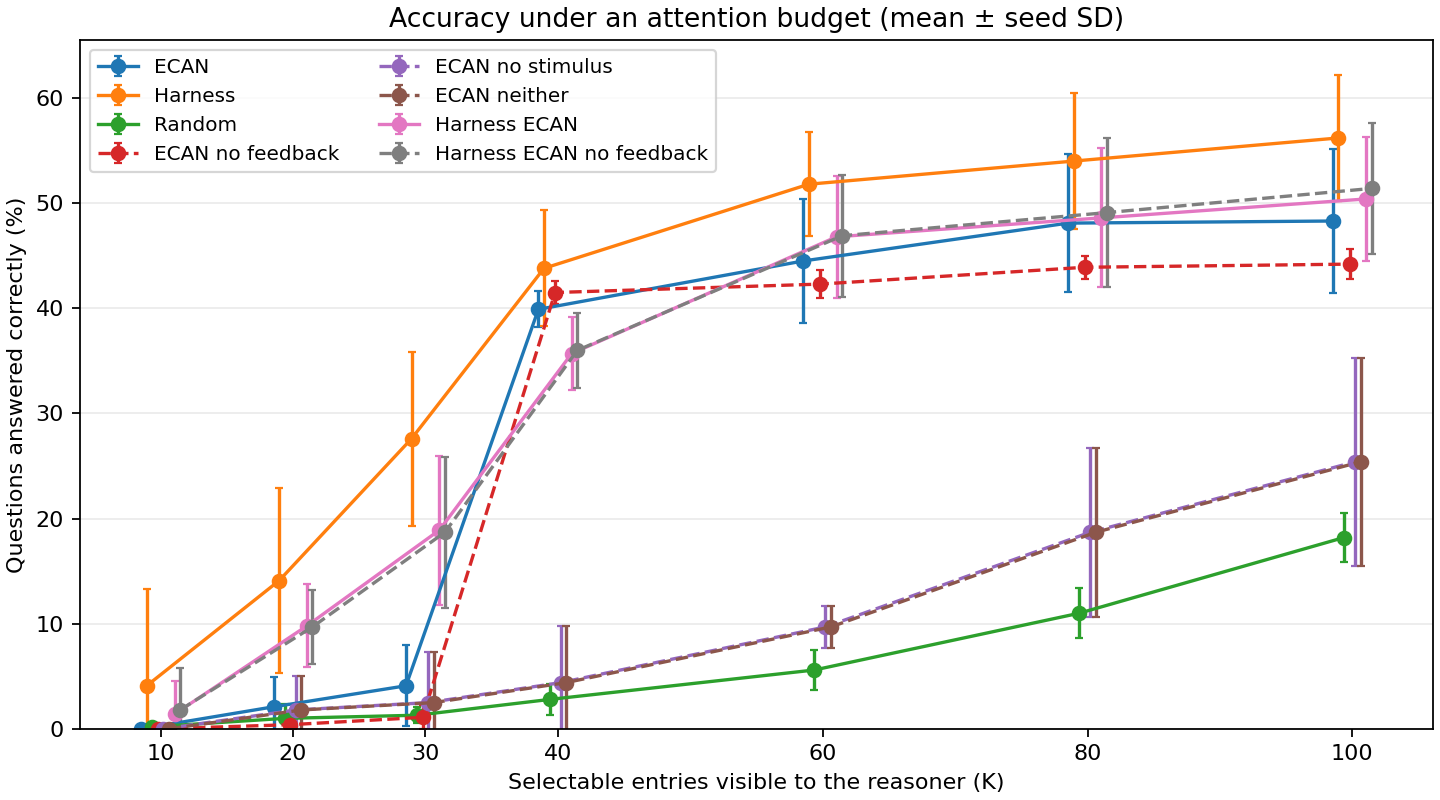 Accuracy under an attention budget (mean ± seed SD)
ECAN
Harness
Random
ECAN no feedback
ECAN no stimulus
ECAN neither
Harness ECAN
Harness ECAN no feedback
Questions answered correctly (%)
60
50
40
30
20
10
0
10 20 30 40 60 80 100
Selectable entries visible to the reasoner (K)